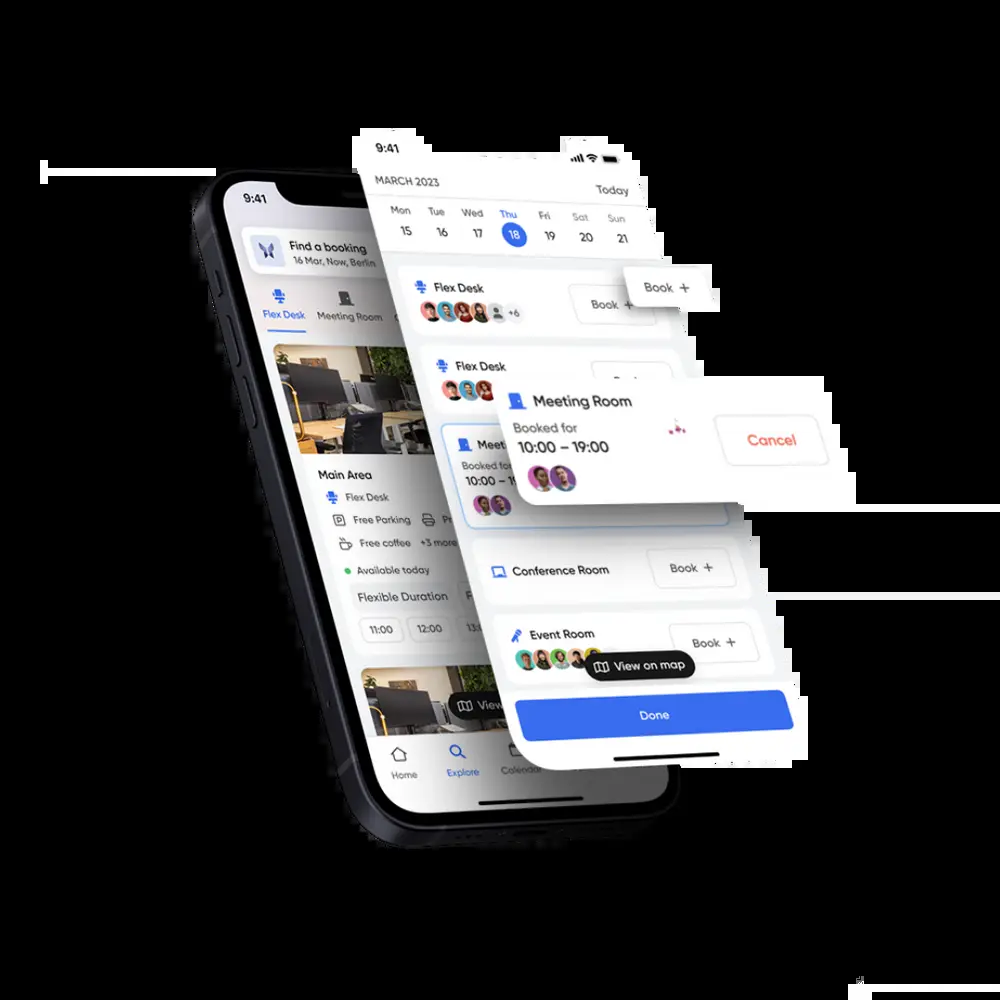 9:41
Find a booking
16 Mar, Now, Berlin
Flex Desk
Meeting Room
Main Area
Flex Desk
Free Parking
Free coffee +3 more
Available today
Flexible Duration
11:00 12:00
View
Home Explore Calendar
9:41
MARCH 2023 Today
Mon Tue Wed Thu Fri Sat Sun
15 16 17 18 19 20 21
Flex Desk
+6
Book +
Book +
Flex Desk
Meeting Room
Booked for
10:00 – 19:00
Cancel
Meet
Booked for
10:00 – 1
Conference Room
Book +
Event Room
Book +
View on map
Done